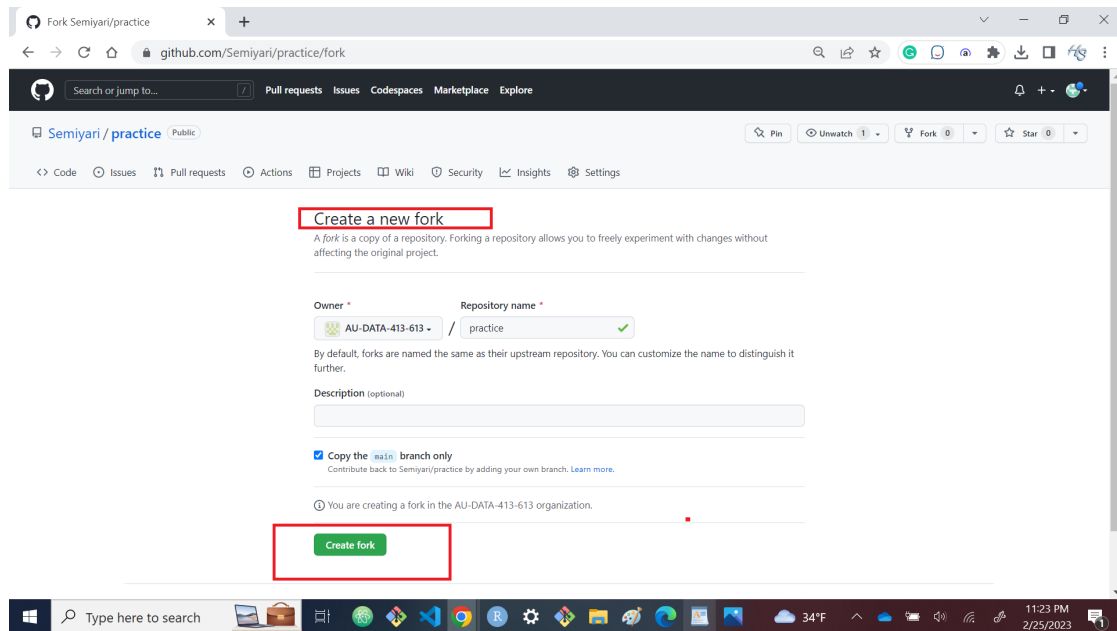 Fork Semiyari/practice
github.com/Semiyari/practice/fork
Search or jump to... / Pull requests Issues Codespaces Marketplace Explore
Semiyari / practice Public Pin Unwatch 1 Fork 0 Star 0
Code Issues Pull requests Actions Projects Wiki Security Insights Settings
Create a new fork
A fork is a copy of a repository. Forking a repository allows you to freely experiment with changes without
affecting the original project.
Owner * Repository name *
AU-DATA-413-613 / practice
By default, forks are named the same as their upstream repository. You can customize the name to distinguish it
further.
Description (optional)
Copy the main branch only
Contribute back to Semiyari/practice by adding your own branch. Learn more.
You are creating a fork in the AU-DATA-413-613 organization.
Create fork
Type here to search 34°F 11:23 PM
2/25/2023